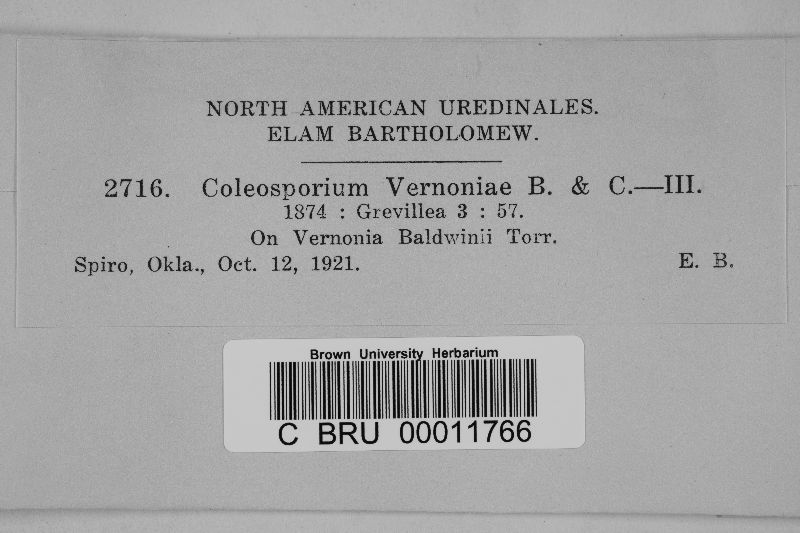 NORTH AMERICAN UREDINALES.
ELAM BARTHOLOMEW.
2716. Coleosporium Vernoniae B. & C.—III.
1874 : Grevillea 3 : 57.
On Vernonia Baldwinii Torr.
Spiro, Okla., Oct. 12, 1921. E. B.
Brown University Herbarium
C BRU 00011766